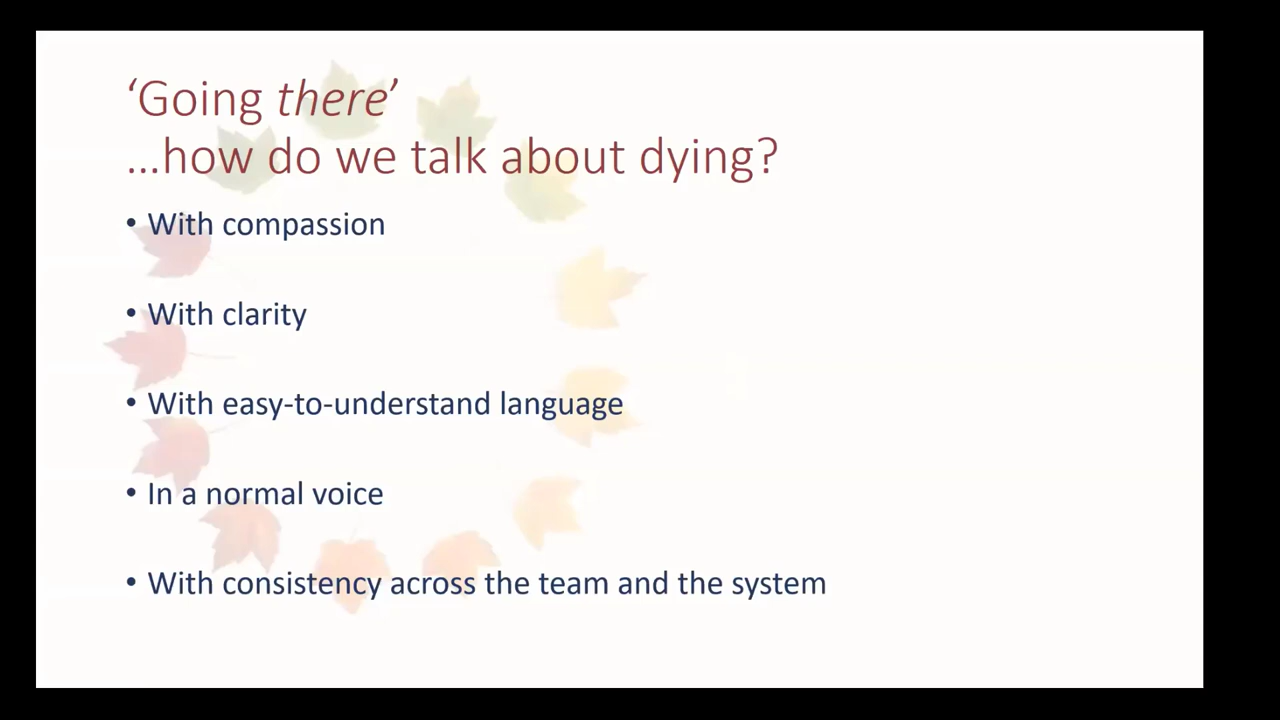 ‘Going there’
...how do we talk about dying?
• With compassion
• With clarity
• With easy-to-understand language
• In a normal voice
• With consistency across the team and the system